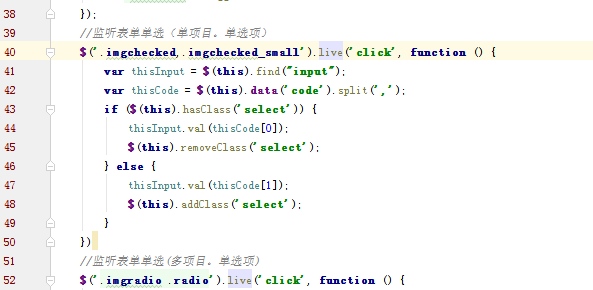 38 });
39 //监听表单单选（单项目。单选项）
40 $('.imgchecked,.imgchecked_small').live('click', function () {
41 var thisInput = $(this).find("input");
42 var thisCode = $(this).data('code').split(',');
43 if ($(this).hasClass('select')) {
44 thisInput.val(thisCode[0]);
45 $(this).removeClass('select');
46 } else {
47 thisInput.val(thisCode[1]);
48 $(this).addClass('select');
49 }
50 })
51 //监听表单单选(多项目。单选项)
52 $('.imgradio .radio').live('click', function () {